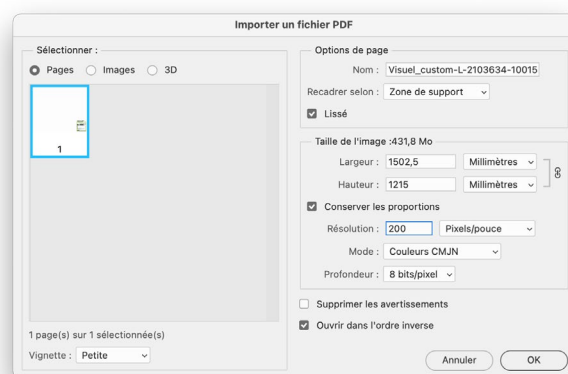 Importer un fichier PDF
Sélectionner :
Pages Images 3D
1
1 page(s) sur 1 sélectionnée(s)
Vignette : Petite
Options de page
Nom : Visuel_custom-L-2103634-10015
Recadrer selon : Zone de support
Lissé
Taille de l'image :431,8 Mo
Largeur : 1502,5 Millimètres
Hauteur : 1215 Millimètres
Conserver les proportions
Résolution : 200 Pixels/pouce
Mode : Couleurs CMJN
Profondeur : 8 bits/pixel
Supprimer les avertissements
Ouvrir dans l'ordre inverse
Annuler OK